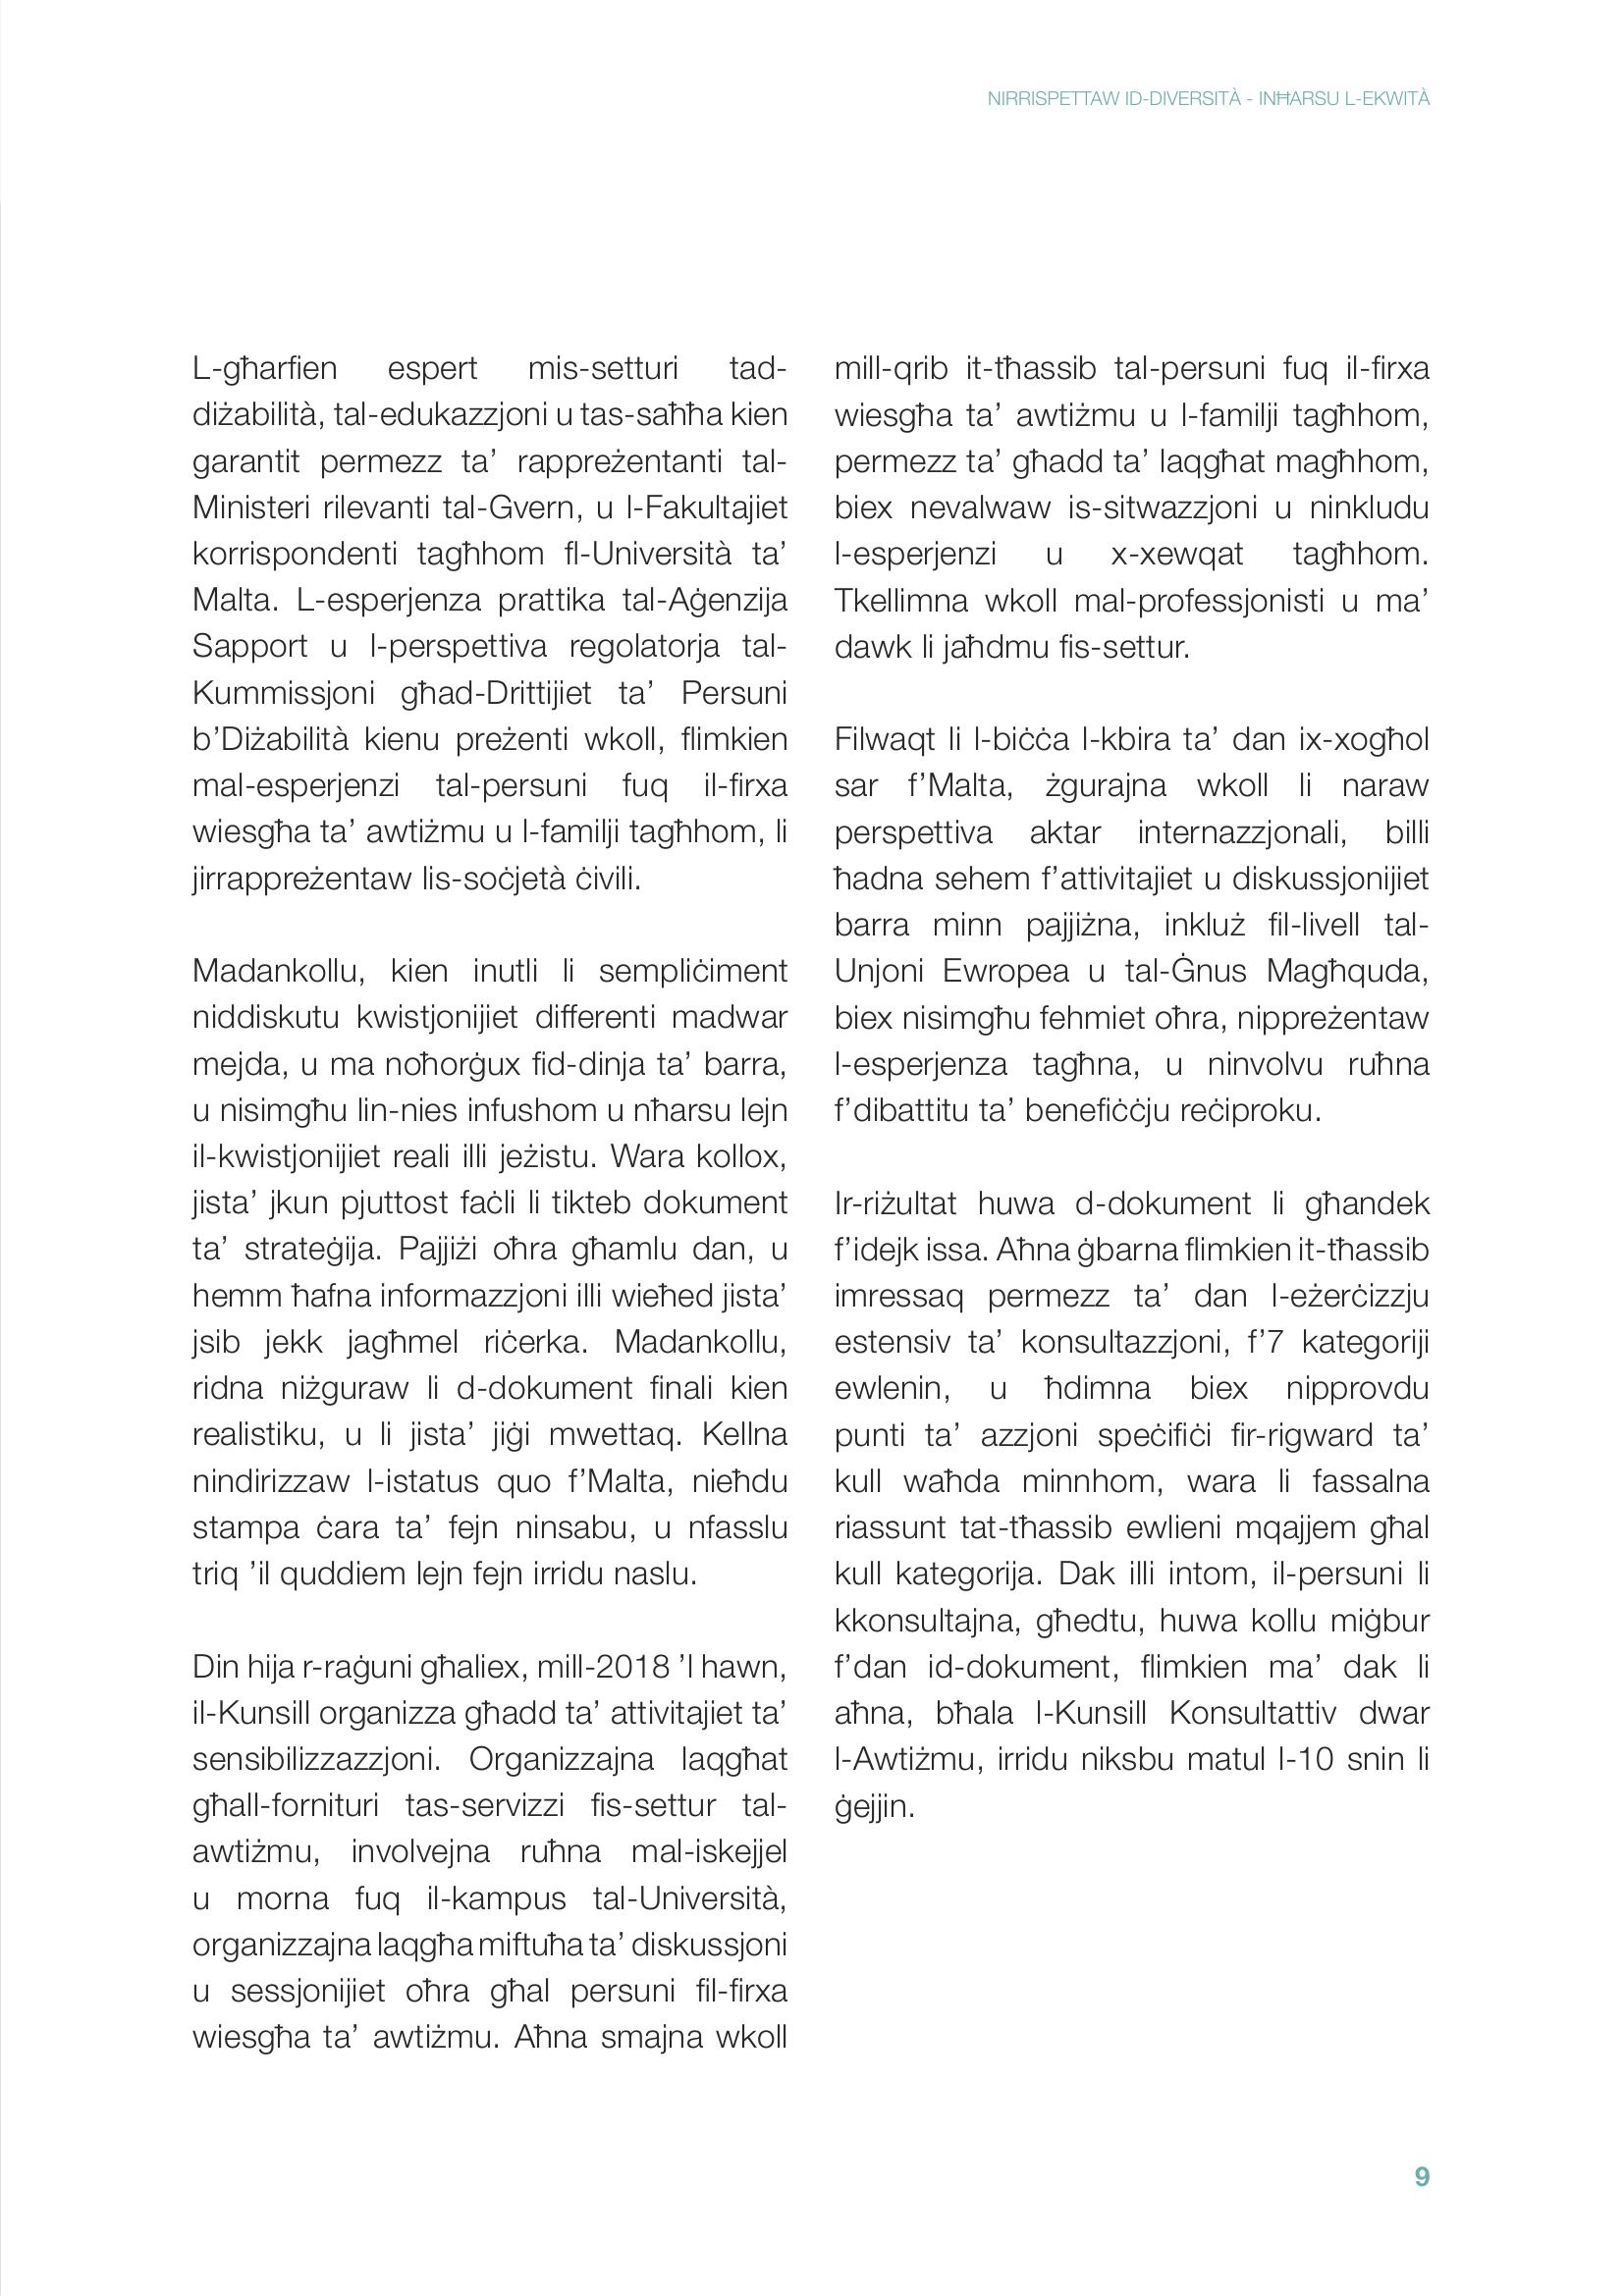 NIRRISPETTAW ID-DIVERSITÀ - INĦARSU L-EKWITÀ
L-għarfien espert mis-setturi tad-
diżabilità, tal-edukazzjoni u tas-saħħa kien
garantit permezz ta’ rappreżentanti tal-
Ministeri rilevanti tal-Gvern, u l-Fakultajiet
korrispondenti tagħhom fl-Università ta’
Malta. L-esperjenza prattika tal-Aġenzija
Sapport u l-perspettiva regolatorja tal-
Kummissjoni għad-Drittijiet ta’ Persuni
b’Diżabilità kienu preżenti wkoll, flimkien
mal-esperjenzi tal-persuni fuq il-firxa
wiesgħa ta’ awtiżmu u l-familji tagħhom, li
jirrappreżentaw lis-soċjetà ċivili.
Madankollu, kien inutli li sempliċiment
niddiskutu kwistjonijiet differenti madwar
mejda, u ma noħorġux fid-dinja ta’ barra,
u nisimgħu lin-nies infushom u nħarsu lejn
il-kwistjonijiet reali illi jeżistu. Wara kollox,
jista’ jkun pjuttost faċli li tikteb dokument
ta’ strateġija. Pajjiżi oħra għamlu dan, u
hemm ħafna informazzjoni illi wieħed jista’
jsib jekk jagħmel riċerka. Madankollu,
ridna niżguraw li d-dokument finali kien
realistiku, u li jista’ jiġi mwettaq. Kellna
nindirizzaw l-istatus quo f’Malta, nieħdu
stampa ċara ta’ fejn ninsabu, u nfasslu
triq ’il quddiem lejn fejn irridu naslu.
Din hija r-raġuni għaliex, mill-2018 ’l hawn,
il-Kunsill organizza għadd ta’ attivitajiet ta’
sensibilizzazzjoni. Organizzajna laqgħat
għall-fornituri tas-servizzi fis-settur tal-
awtiżmu, involvejna ruħna mal-iskejjel
u morna fuq il-kampus tal-Università,
organizzajna laqgħa miftuħa ta’ diskussjoni
u sessjonijiet oħra għal persuni fil-firxa
wiesgħa ta’ awtiżmu. Aħna smajna wkoll
mill-qrib it-tħassib tal-persuni fuq il-firxa
wiesgħa ta’ awtiżmu u l-familji tagħhom,
permezz ta’ għadd ta’ laqgħat magħhom,
biex nevalwaw is-sitwazzjoni u ninkludu
l-esperjenzi u x-xewqat tagħhom.
Tkellimna wkoll mal-professjonisti u ma’
dawk li jaħdmu fis-settur.
Filwaqt li l-biċċa l-kbira ta’ dan ix-xogħol
sar f’Malta, żgurajna wkoll li naraw
perspettiva aktar internazzjonali, billi
ħadna sehem f’attivitajiet u diskussjonijiet
barra minn pajjiżna, inkluż fil-livell tal-
Unjoni Ewropea u tal-Ġnus Magħquda,
biex nisimgħu fehmiet oħra, nippreżentaw
l-esperjenza tagħna, u ninvolvu ruħna
f’dibattitu ta’ benefiċċju reċiproku.
Ir-riżultat huwa d-dokument li għandek
f’idejk issa. Aħna ġbarna flimkien it-tħassib
imressaq permezz ta’ dan l-eżerċizzju
estensiv ta’ konsultazzjoni, f’7 kategoriji
ewlenin, u ħdimna biex nipprovdu
punti ta’ azzjoni speċifiċi fir-rigward ta’
kull waħda minnhom, wara li fassalna
riassunt tat-tħassib ewlieni mqajjem għal
kull kategorija. Dak illi intom, il-persuni li
kkonsultajna, għedtu, huwa kollu miġbur
f’dan id-dokument, flimkien ma’ dak li
aħna, bħala l-Kunsill Konsultattiv dwar
l-Awtiżmu, irridu niksbu matul l-10 snin li
ġejjin.
9